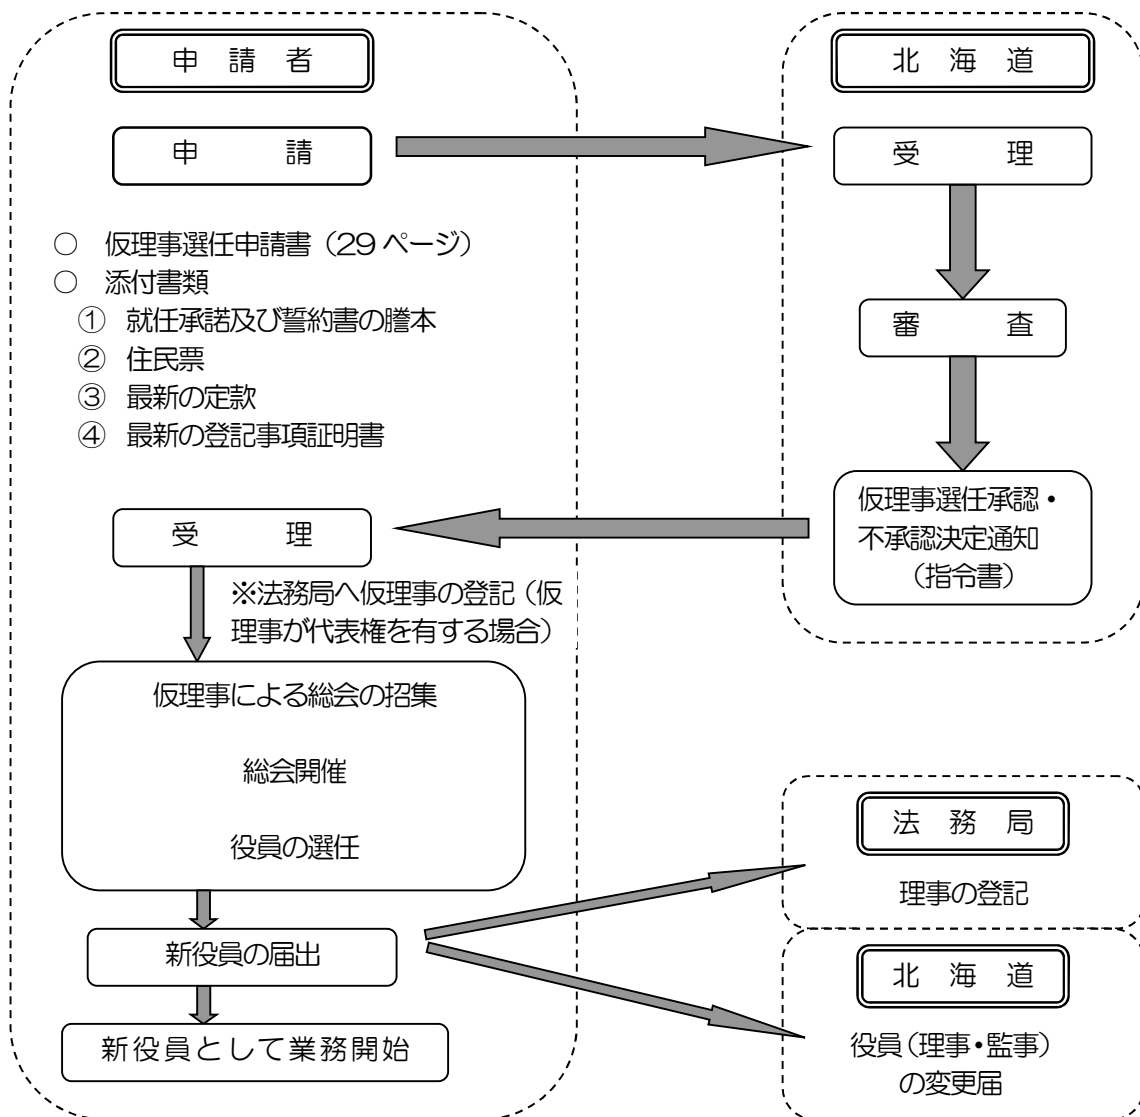 申 請 者
申 請
○ 仮理事選任申請書（29 ページ）
○ 添付書類
① 就任承諾及び誓約書の謄本
② 住民票
③ 最新の定款
④ 最新の登記事項証明書
北 海 道
受 理
審 査
仮理事選任承認・
不承認決定通知
（指令書）
受 理
※法務局へ仮理事の登記（仮
理事が代表権を有する場合）
仮理事による総会の招集
総会開催
役員の選任
新役員の届出
新役員として業務開始
法 務 局
理事の登記
北 海 道
役員（理事・監事）
の変更届